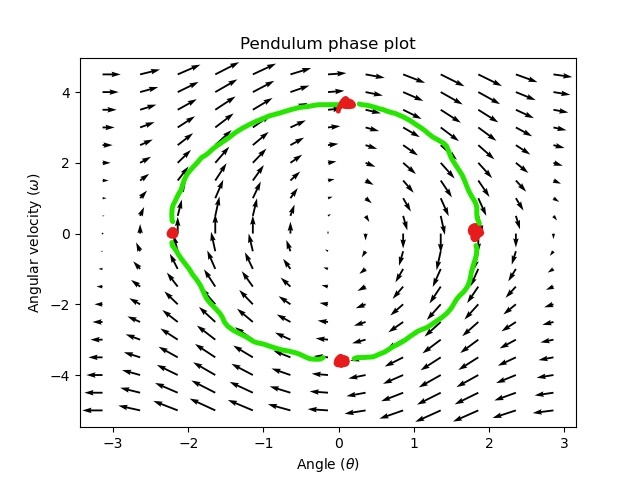 Pendulum phase plot
4
2
0
−2
−4
Angular velocity (ω)
−3 −2 −1 0 1 2 3
Angle (θ)